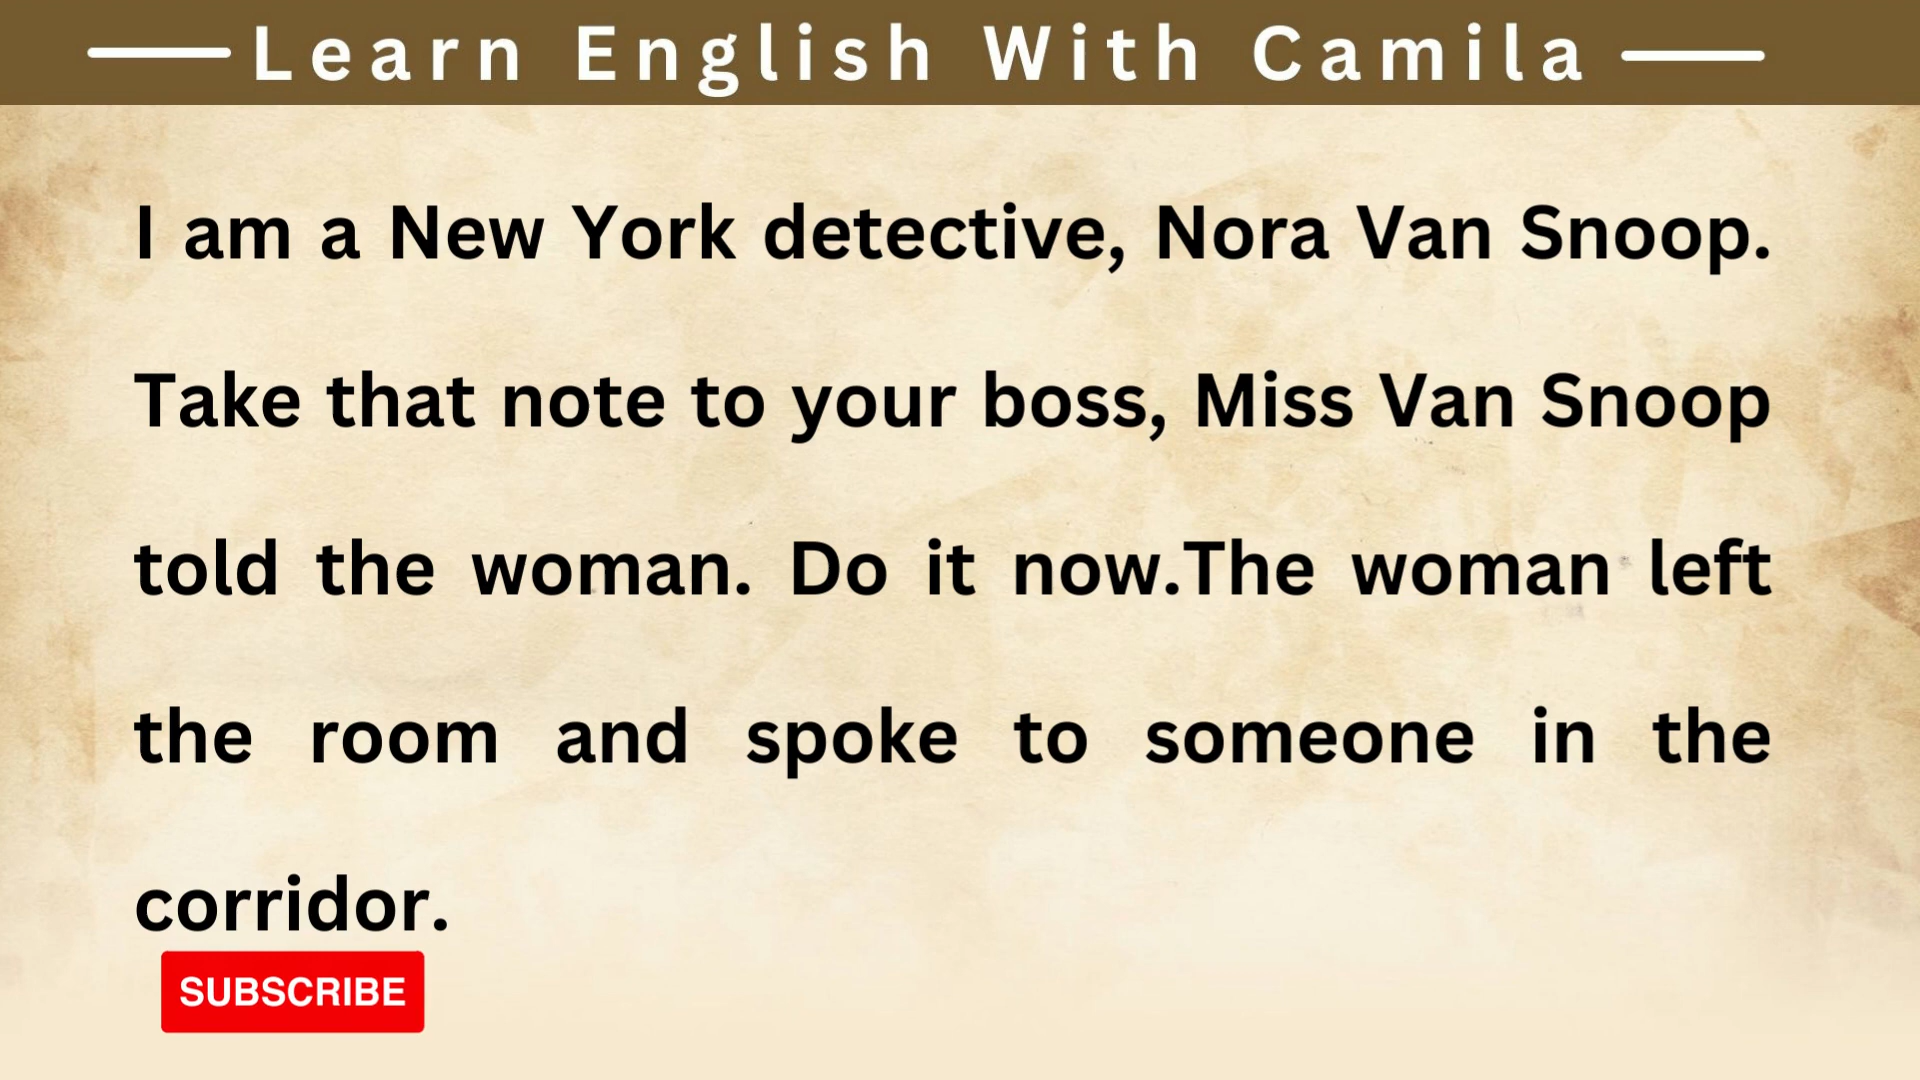 Learn English With Camila
I am a New York detective, Nora Van Snoop.
Take that note to your boss, Miss Van Snoop
told the woman. Do it now.The woman left
the room and spoke to someone in the
corridor.
SUBSCRIBE